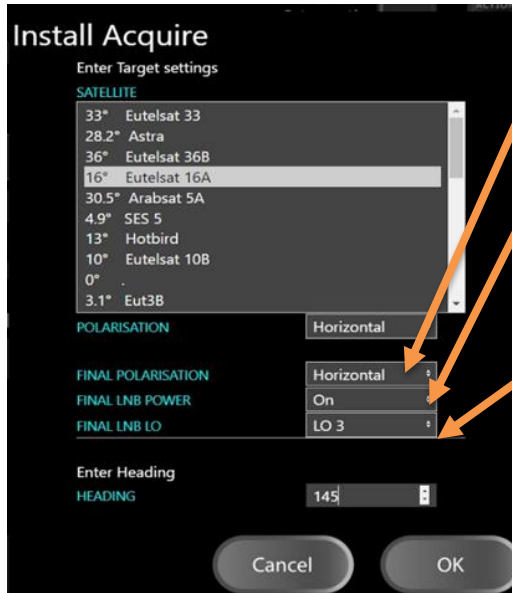 Install Acquire
Enter Target settings
SATELLITE
33° Eutelsat 33
28.2° Astra
36° Eutelsat 36B
16° Eutelsat 16A
30.5° Arabsat 5A
4.9° SES 5
13° Hotbird
10° Eutelsat 10B
0° .
3.1° Eut3B
POLARISATION Horizontal
FINAL POLARISATION Horizontal
FINAL LNB POWER On
FINAL LNB LO LO 3
Enter Heading
HEADING 145
Cancel OK